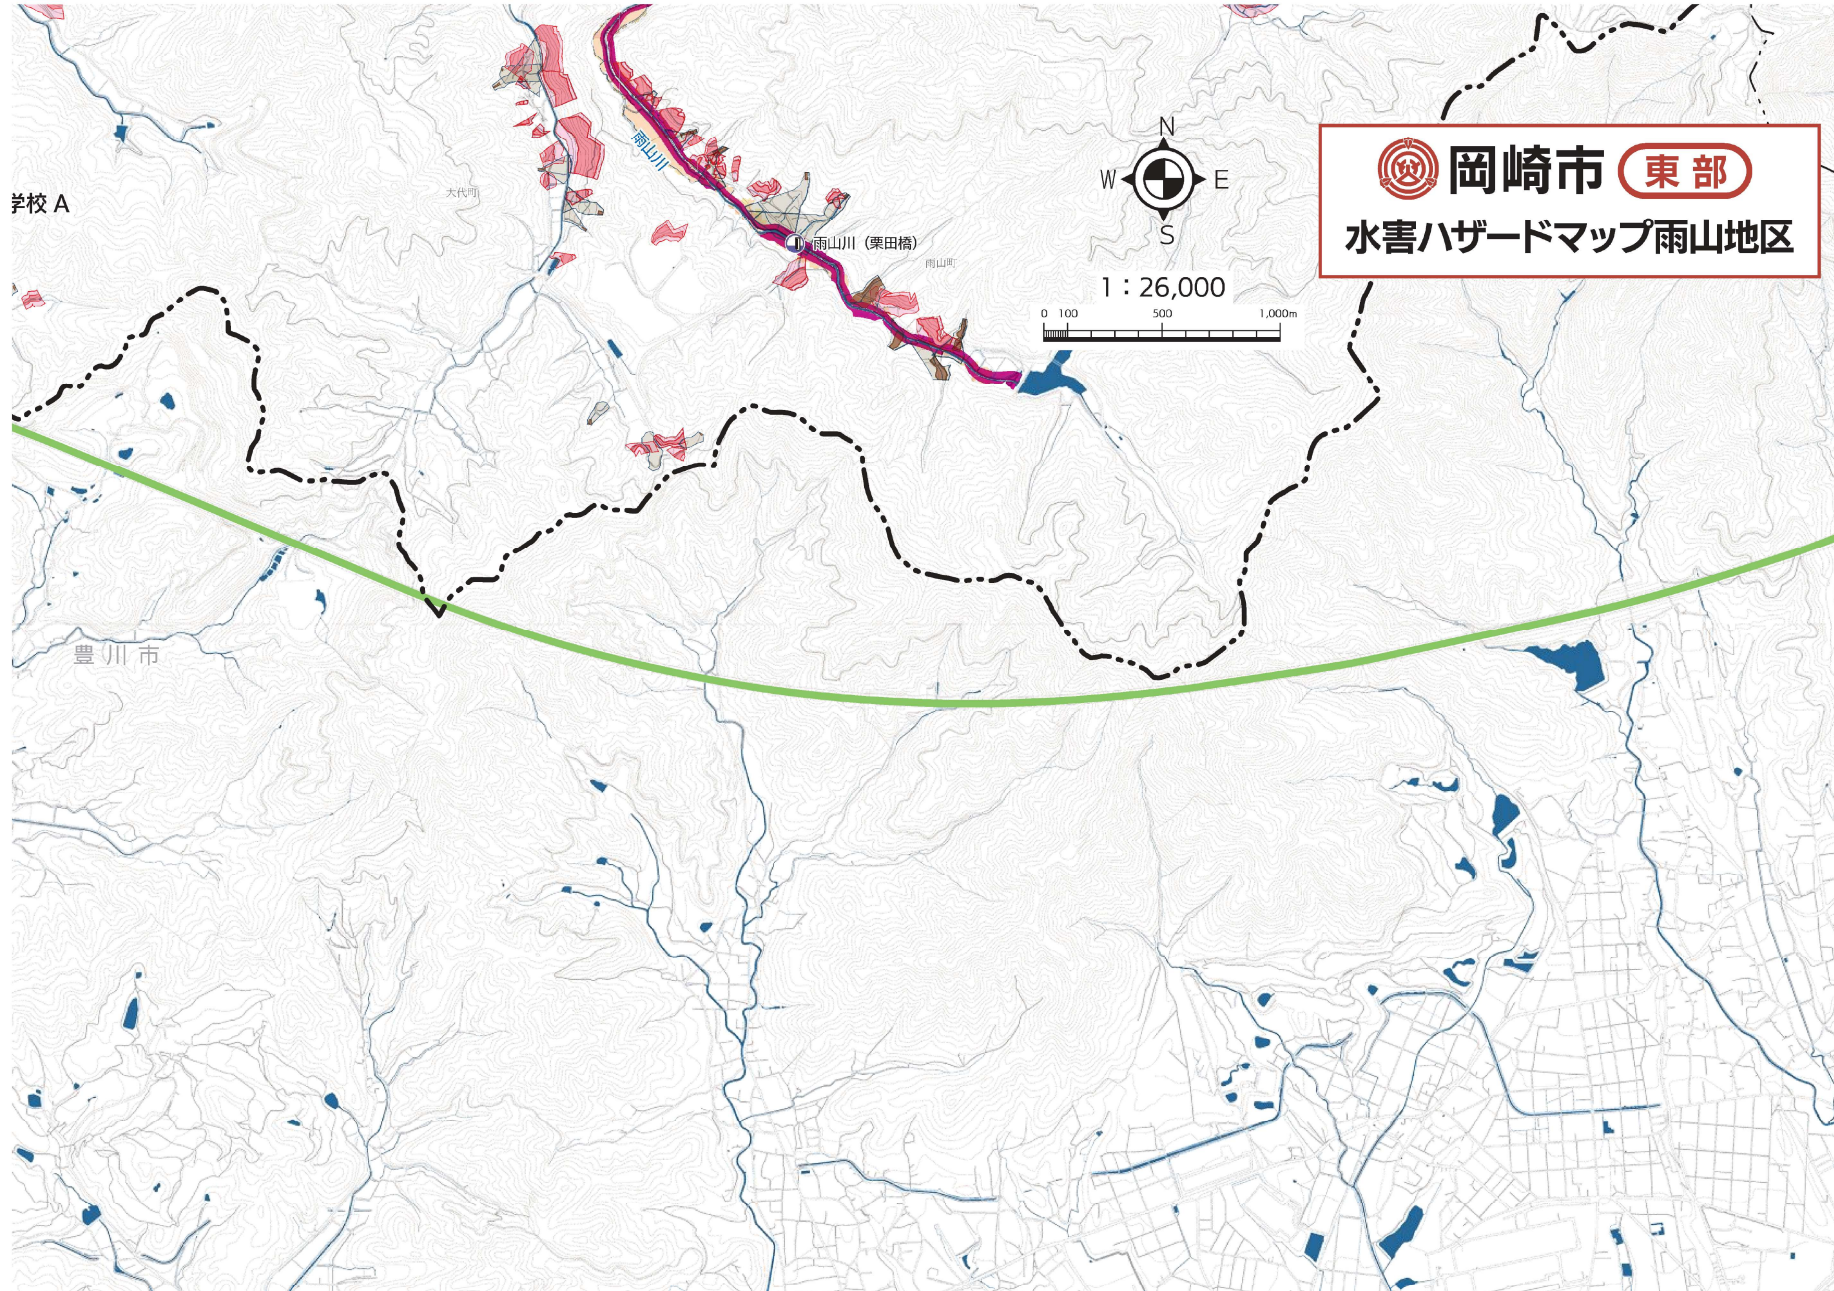 岡崎市 東部
水害ハザードマップ雨山地区
N
W E
S
1：26,000
0 100 500 1,000m
学校 A
大代町
雨山川
雨山川（栗田橋）
雨山町
豊川市